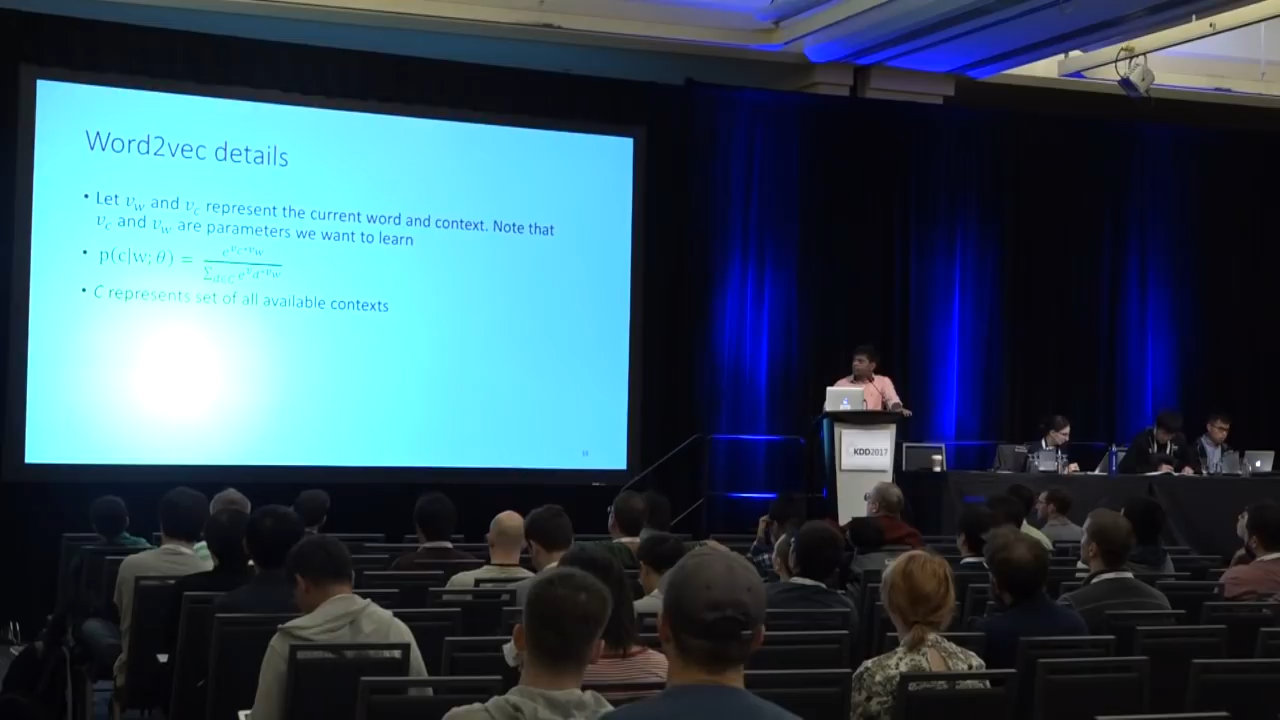 Word2vec details
• Let v_w and v_c represent the current word and context. Note that
v_c and v_w are parameters we want to learn
• p(c|w; θ) = e^{v_c·v_w} / Σ_{d∈C} e^{v_d·v_w}
• C represents set of all available contexts
KDD2017